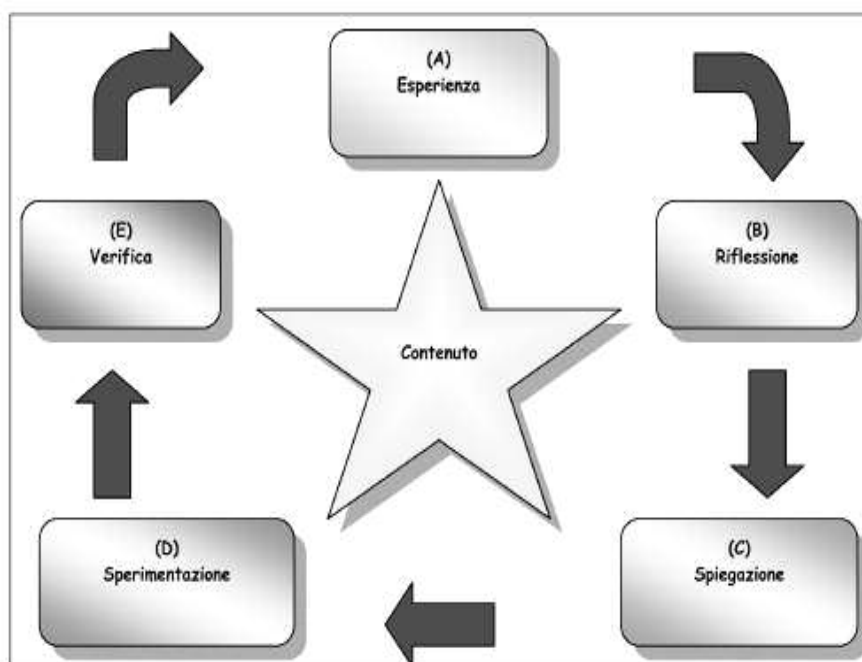 (A)
Esperienza
(E)
Verifica
(B)
Riflessione
Contenuto
(D)
Sperimentazione
(C)
Spiegazione